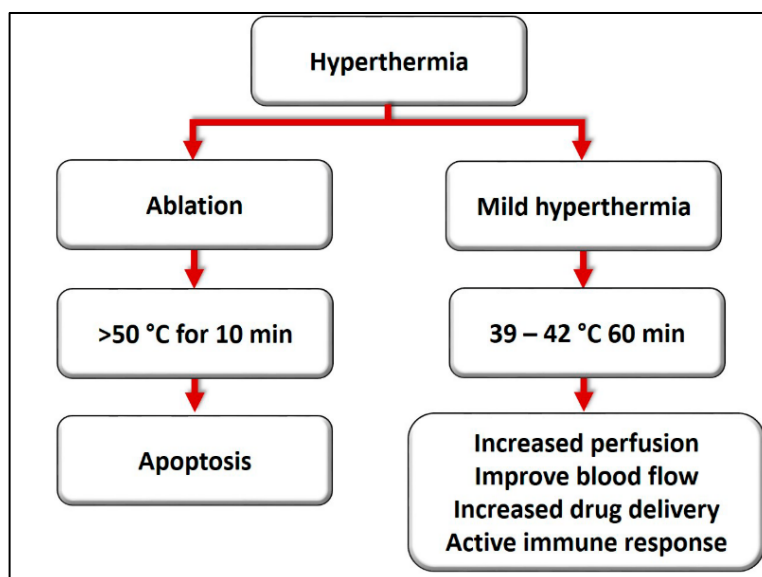 Hyperthermia
Ablation
Mild hyperthermia
>50 °C for 10 min
39 – 42 °C 60 min
Apoptosis
Increased perfusion
Improve blood flow
Increased drug delivery
Active immune response